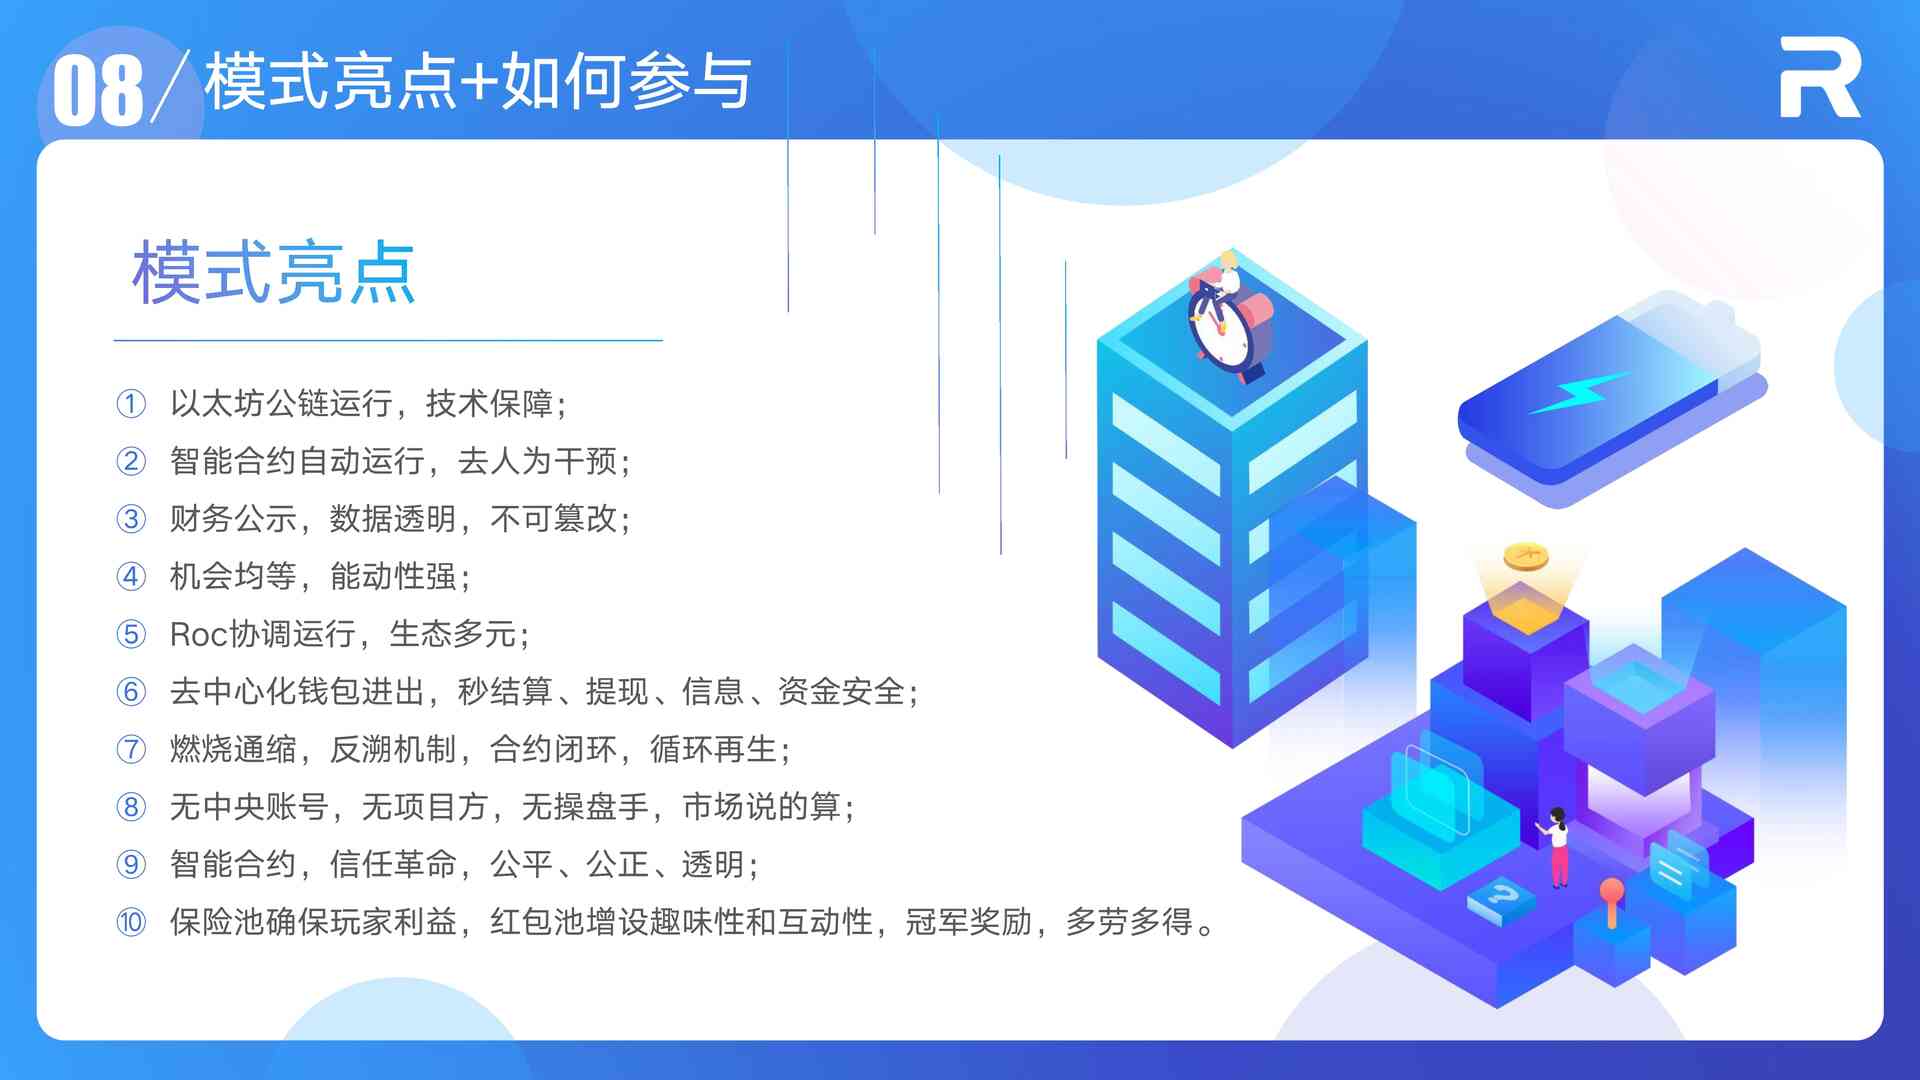 08/模式亮点+如何参与
R
模式亮点
① 以太坊公链运行，技术保障；
② 智能合约自动运行，去人为干预；
③ 财务公示，数据透明，不可篡改；
④ 机会均等，能动性强；
⑤ Roc协调运行，生态多元；
⑥ 去中心化钱包进出，秒结算、提现、信息、资金安全；
⑦ 燃烧通缩，反溯机制，合约闭环，循环再生；
⑧ 无中央账号，无项目方，无操盘手，市场说的算；
⑨ 智能合约，信任革命，公平、公正、透明；
⑩ 保险池确保玩家利益，红包池增设趣味性和互动性，冠军奖励，多劳多得。
?